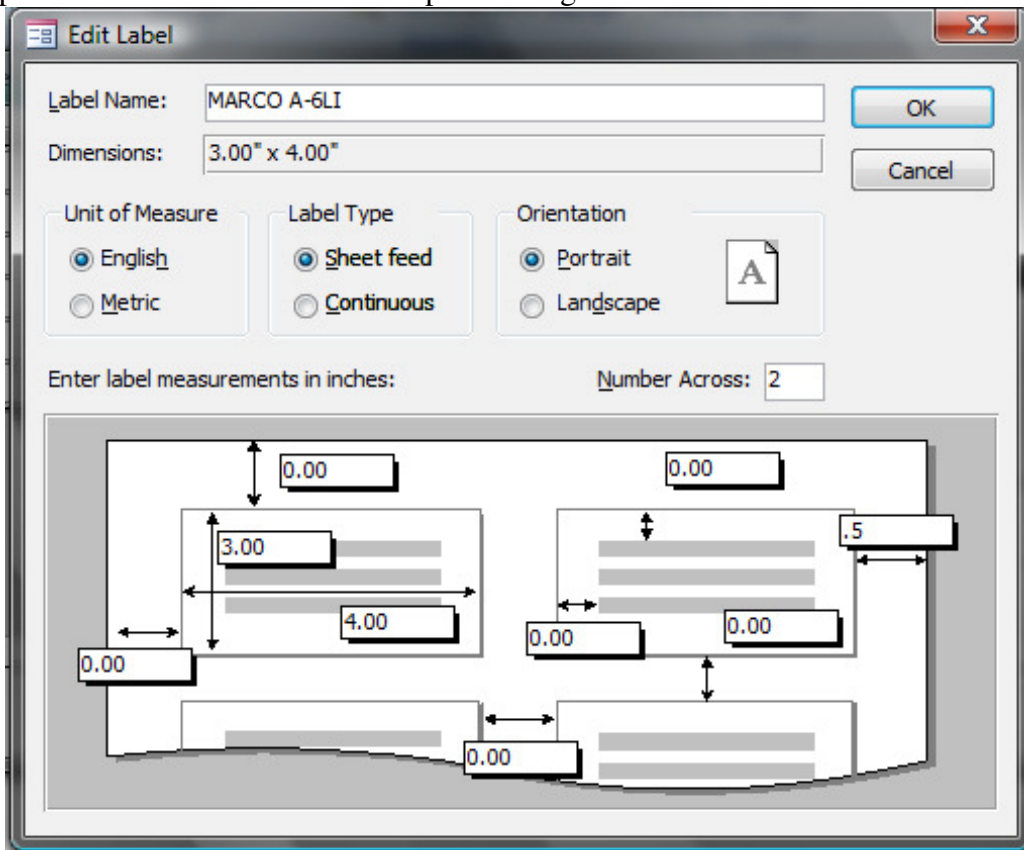 Edit Label
Label Name: MARCO A-6LI
OK
Dimensions: 3.00" x 4.00"
Cancel
Unit of Measure
Label Type
Orientation
English
Sheet feed
Portrait
A
Metric
Continuous
Landscape
Enter label measurements in inches:
Number Across: 2
0.00
0.00
.5
3.00
4.00
0.00
0.00
0.00
0.00